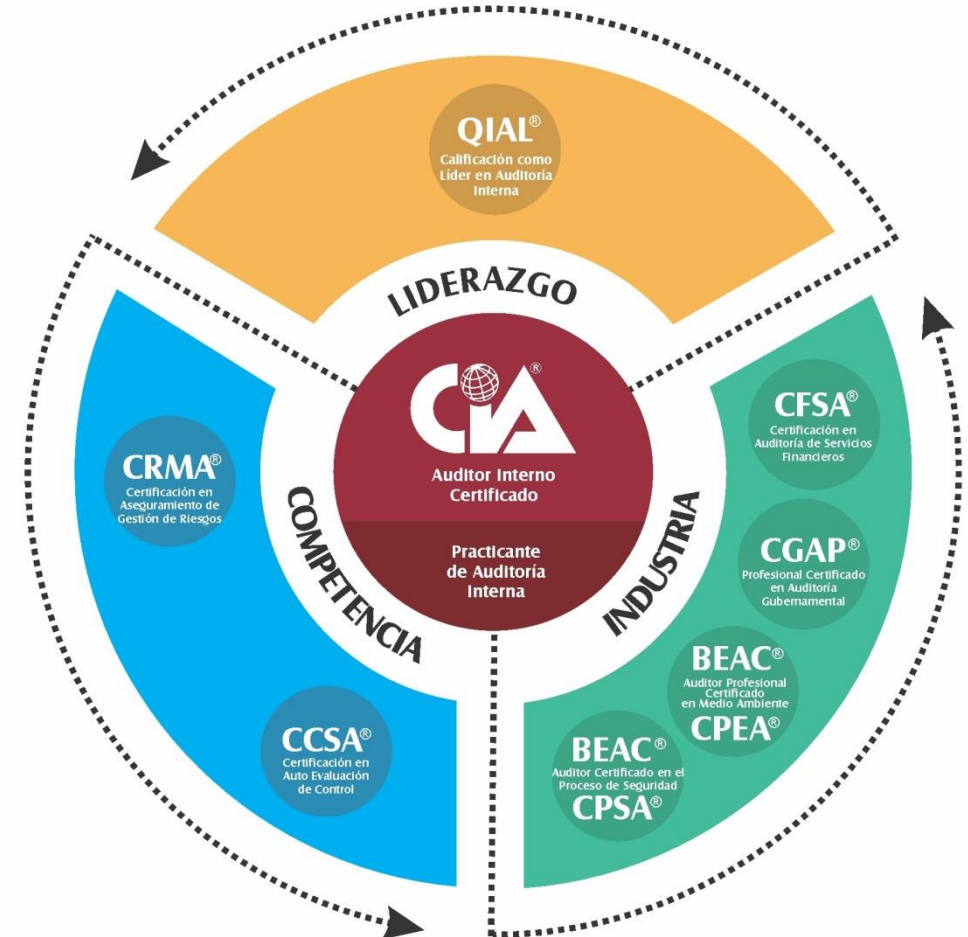 QIAL®
Calificación como
Líder en Auditoría
Interna
LIDERAZGO
CIA®
Auditor Interno
Certificado
Practicante
de Auditoría
Interna
COMPETENCIA
CRMA®
Certificación en
Aseguramiento de
Gestión de Riesgos
CCSA®
Certificación en
Auto Evaluación
de Control
INDUSTRIA
CFSA®
Certificación en
Auditoría de Servicios
Financieros
CGAP®
Profesional Certificado
en Auditoría
Gubernamental
BEAC®
Auditor Profesional
Certificado
en Medio Ambiente
CPEA®
BEAC®
Auditor Certificado en el
Proceso de Seguridad
CPSA®